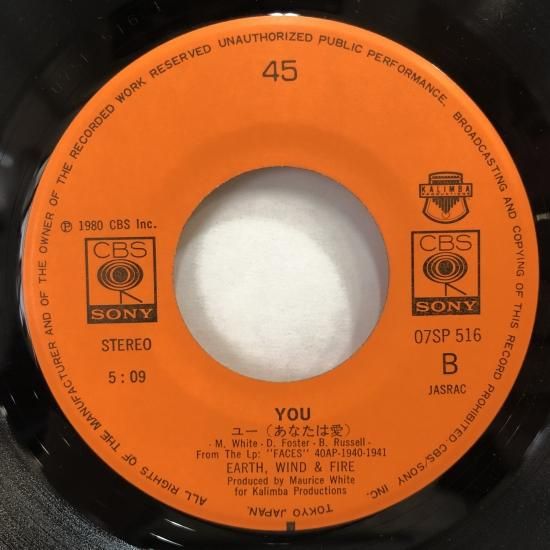 ALL RIGHTS OF THE MANUFACTURER AND OF THE OWNER OF THE RECORDED WORK RESERVED UNAUTHORIZED PUBLIC PERFORMANCE, BROADCASTING AND COPYING OF THIS RECORD PROHIBITED·CBS/SONY INC.
TOKYO JAPAN.
45
KALIMBA
PRODUCTIONS
℗ 1980 CBS Inc.
CBS
SONY
STEREO
5:09
CBS
SONY
07SP 516
B
JASRAC
YOU
ユー（あなたは愛）
- M. White - D. Foster - B. Russell -
From The Lp: "FACES" 40AP-1940-1941
EARTH, WIND & FIRE
Produced by Maurice White
for Kalimba Productions